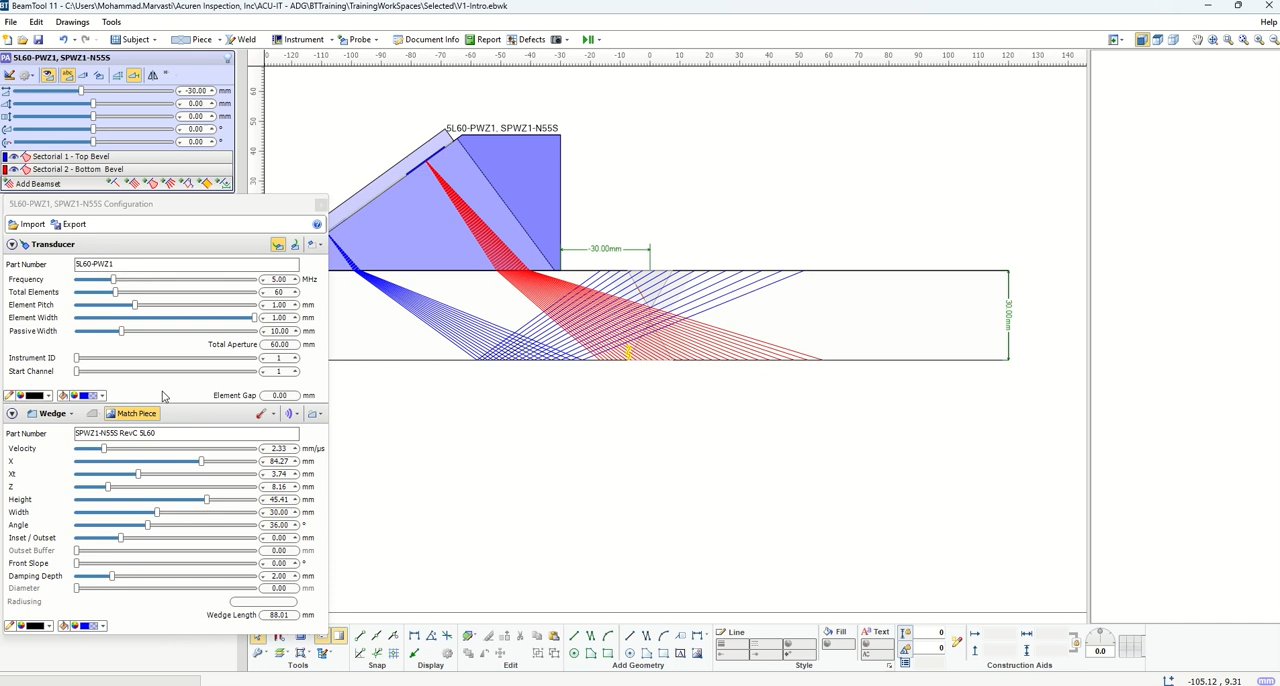 BeamTool 11 - C:\Users\Mohammad.Marvasti\Acuren Inspection, Inc\ACU-IT - ADG\BTTraining\TrainingWorkSpaces\Selected\V1-Intro.ebwk
File Edit Drawings Tools Help
Subject Piece Weld Instrument Probe Document Info Report Defects
PA 5L60-PWZ1, SPWZ1-N55S
-30.00 mm
0.00 mm
0.00 mm
0.00 °
0.00 °
Sectorial 1 - Top Bevel
Sectorial 2 - Bottom Bevel
Add Beamset
-120 -110 -100 -90 -80 -70 -60 -50 -40 -30 -20 -10 0 10 20 30 40 50 60 70 80 90 100 110 120 130 140
60
50
40
30
5L60-PWZ1, SPWZ1-N55S
-30.00mm
30.00mm
5L60-PWZ1, SPWZ1-N55S Configuration
Import Export
Transducer
Part Number 5L60-PWZ1
Frequency 5.00 MHz
Total Elements 60
Element Pitch 1.00 mm
Element Width 1.00 mm
Passive Width 10.00 mm
Total Aperture 60.00 mm
Instrument ID 1
Start Channel 1
Element Gap 0.00 mm
Wedge Match Piece
Part Number SPWZ1-N55S RevC 5L60
Velocity 2.33 mm/µs
X 84.27 mm
Xt 3.74 mm
Z 8.16 mm
Height 45.41 mm
Width 30.00 mm
Angle 36.00 °
Inset / Outset 0.00 mm
Outset Buffer 0.00 mm
Front Slope 0.00 °
Damping Depth 2.00 mm
Diameter 0.00 mm
Radiusing
Wedge Length 88.01 mm
Line Fill Text 0
0
0.0
Tools Snap Display Edit Add Geometry Style Construction Aids
-105.12 , 9.31